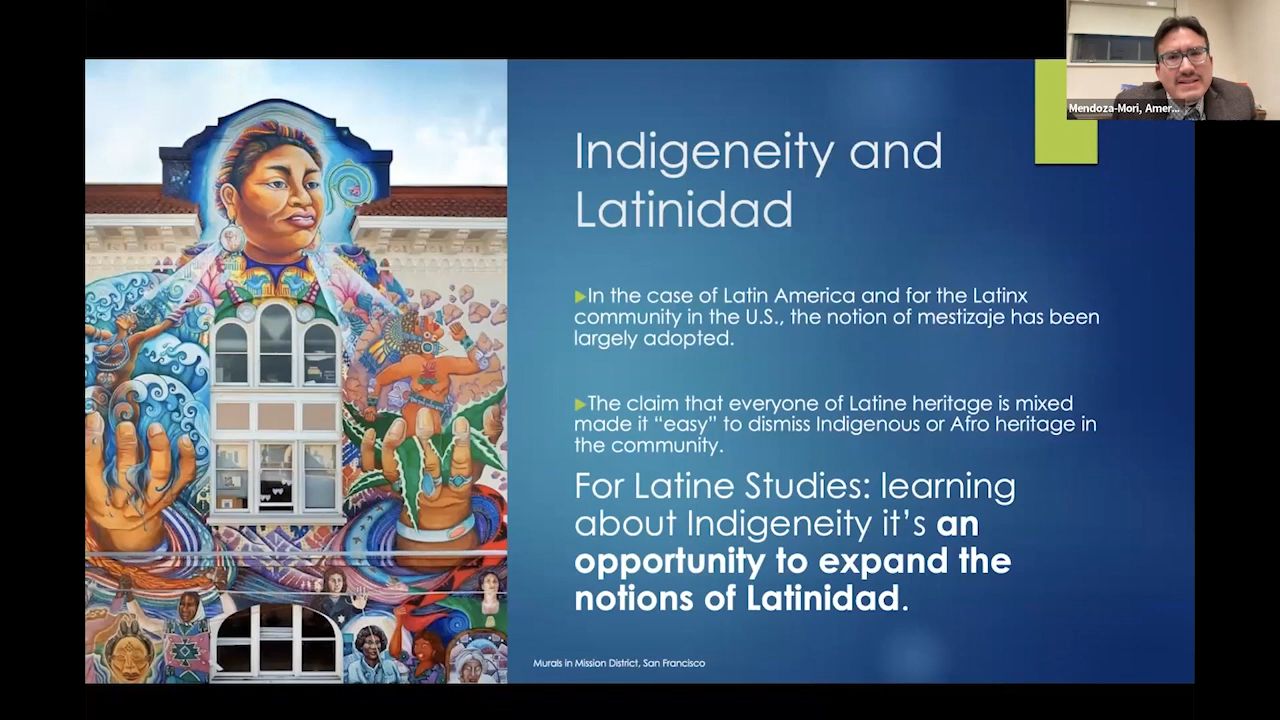 Mendoza-Mori, Amer...
Indigeneity and
Latinidad
▶In the case of Latin America and for the Latinx
community in the U.S., the notion of mestizaje has been
largely adopted.
▶The claim that everyone of Latine heritage is mixed
made it “easy” to dismiss Indigenous or Afro heritage in
the community.
For Latine Studies: learning
about Indigeneity it’s an
opportunity to expand the
notions of Latinidad.
Murals in Mission District, San Francisco